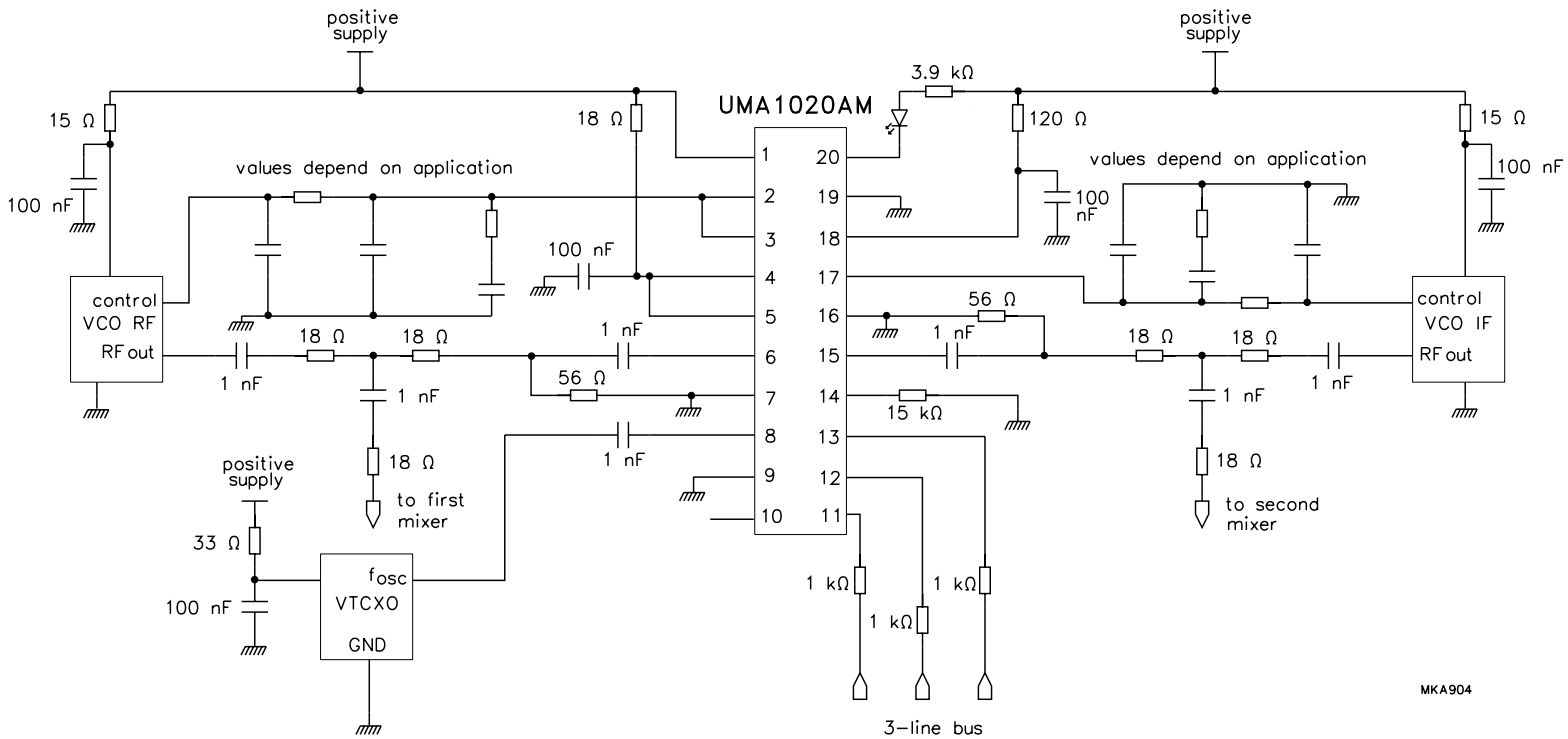 positive
supply
positive
supply
3.9 kΩ
UMA1020AM
15 Ω
18 Ω
120 Ω
15 Ω
values depend on application
values depend on application
100 nF
100
nF
100 nF
1
2
3
4
5
6
7
8
9
10
20
19
18
17
16
15
14
13
12
11
100 nF
control
VCO RF
RFout
control
VCO IF
RFout
56 Ω
18 Ω
18 Ω
1 nF
1 nF
18 Ω
18 Ω
1 nF
1 nF
56 Ω
1 nF
1 nF
15 kΩ
1 nF
18 Ω
18 Ω
positive
supply
to first
mixer
to second
mixer
33 Ω
100 nF
fosc
VTCXO
GND
1 kΩ
1 kΩ
1 kΩ
3-line bus
MKA904